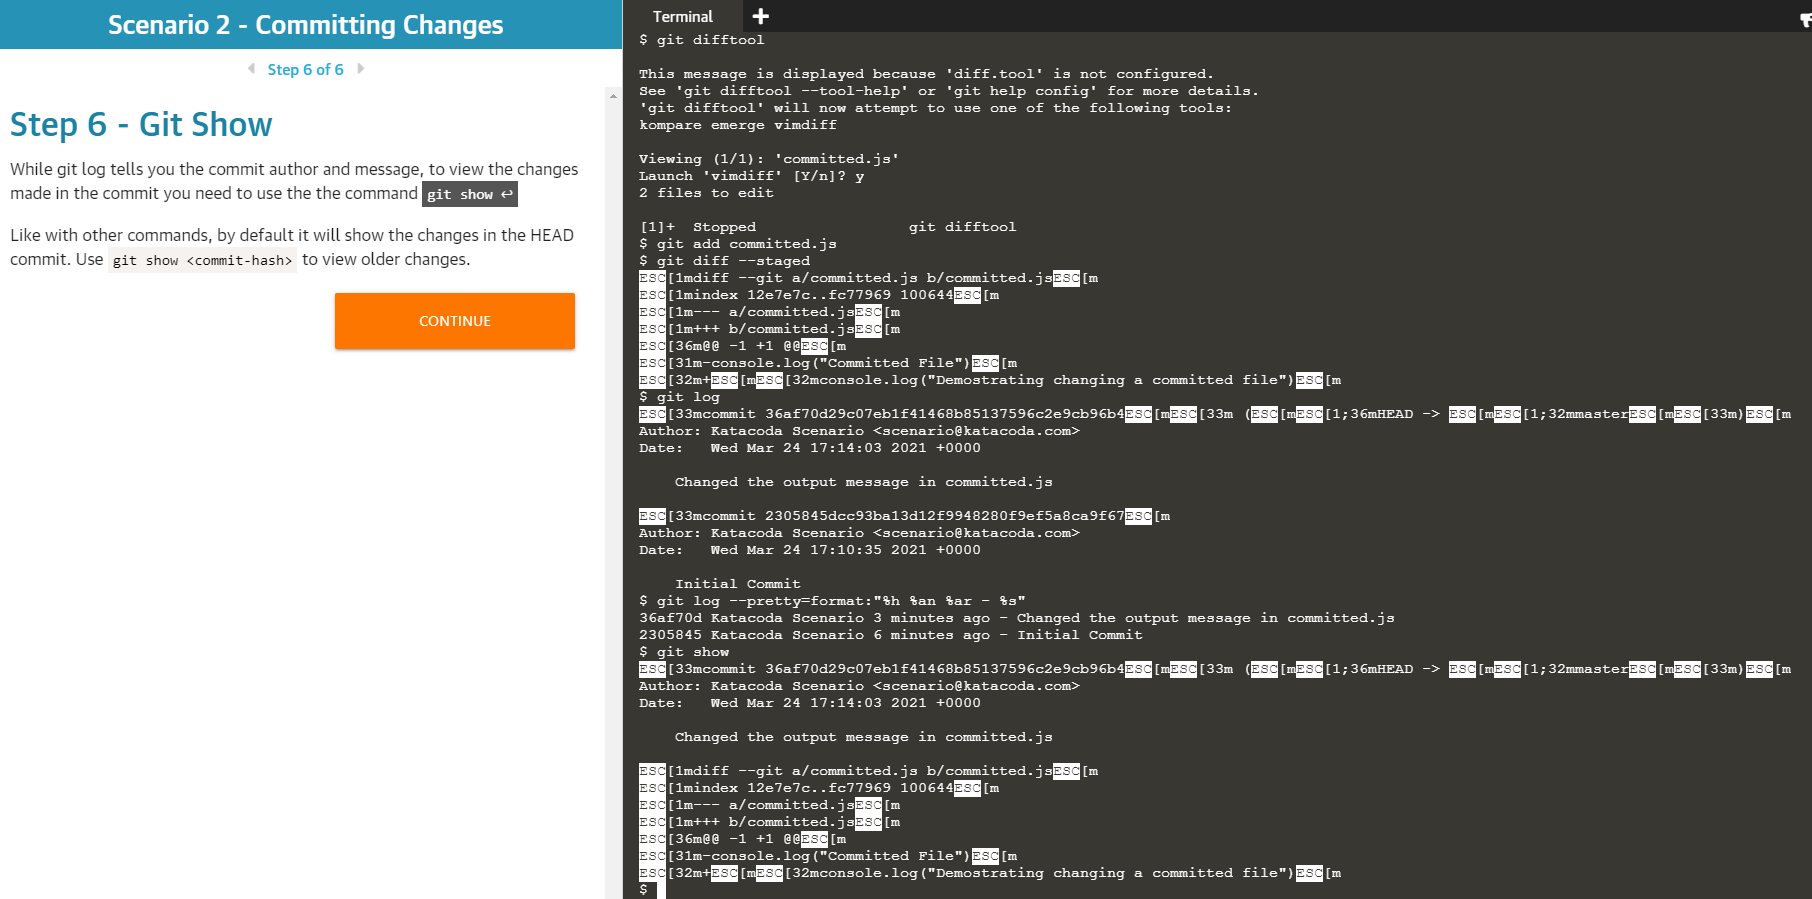 Scenario 2 - Committing Changes
Step 6 of 6
Step 6 - Git Show
While git log tells you the commit author and message, to view the changes
made in the commit you need to use the the command git show ↩
Like with other commands, by default it will show the changes in the HEAD
commit. Use git show <commit-hash> to view older changes.
CONTINUE
Terminal
$ git difftool
This message is displayed because 'diff.tool' is not configured.
See 'git difftool --tool-help' or 'git help config' for more details.
'git difftool' will now attempt to use one of the following tools:
kompare emerge vimdiff
Viewing (1/1): 'committed.js'
Launch 'vimdiff' [Y/n]? y
2 files to edit
[1]+  Stopped                 git difftool
$ git add committed.js
$ git diff --staged
ESC[1mdiff --git a/committed.js b/committed.jsESC[m
ESC[1mindex 12e7e7c..fc77969 100644ESC[m
ESC[1m--- a/committed.jsESC[m
ESC[1m+++ b/committed.jsESC[m
ESC[36m@@ -1 +1 @@ESC[m
ESC[31m-console.log("Committed File")ESC[m
ESC[32m+ESC[mESC[32mconsole.log("Demostrating changing a committed file")ESC[m
$ git log
ESC[33mcommit 36af70d29c07eb1f41468b85137596c2e9cb96b4ESC[mESC[33m (ESC[mESC[1;36mHEAD -> ESC[mESC[1;32mmasterESC[mESC[33m)ESC[m
Author: Katacoda Scenario <scenario@katacoda.com>
Date:   Wed Mar 24 17:14:03 2021 +0000
Changed the output message in committed.js
ESC[33mcommit 2305845dcc93ba13d12f9948280f9ef5a8ca9f67ESC[m
Author: Katacoda Scenario <scenario@katacoda.com>
Date:   Wed Mar 24 17:10:35 2021 +0000
Initial Commit
$ git log --pretty=format:"%h %an %ar - %s"
36af70d Katacoda Scenario 3 minutes ago - Changed the output message in committed.js
2305845 Katacoda Scenario 6 minutes ago - Initial Commit
$ git show
ESC[33mcommit 36af70d29c07eb1f41468b85137596c2e9cb96b4ESC[mESC[33m (ESC[mESC[1;36mHEAD -> ESC[mESC[1;32mmasterESC[mESC[33m)ESC[m
Author: Katacoda Scenario <scenario@katacoda.com>
Date:   Wed Mar 24 17:14:03 2021 +0000
Changed the output message in committed.js
ESC[1mdiff --git a/committed.js b/committed.jsESC[m
ESC[1mindex 12e7e7c..fc77969 100644ESC[m
ESC[1m--- a/committed.jsESC[m
ESC[1m+++ b/committed.jsESC[m
ESC[36m@@ -1 +1 @@ESC[m
ESC[31m-console.log("Committed File")ESC[m
ESC[32m+ESC[mESC[32mconsole.log("Demostrating changing a committed file")ESC[m
$